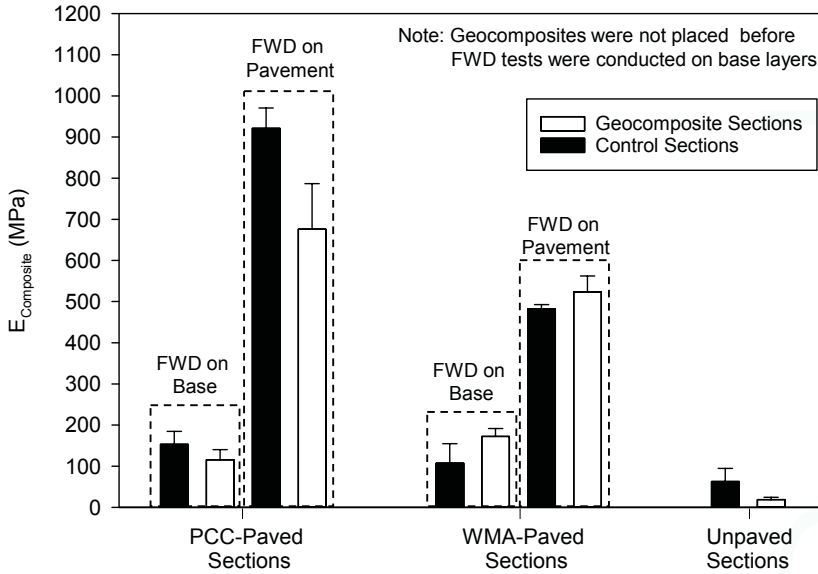 1200
1100
1000
900
800
700
600
500
400
300
200
100
0
E Composite (MPa)
FWD on
Pavement
Note: Geocomposites were not placed before
FWD tests were conducted on base layers
Geocomposite Sections
Control Sections
FWD on
Base
FWD on
Pavement
FWD on
Base
PCC-Paved
Sections
WMA-Paved
Sections
Unpaved
Sections